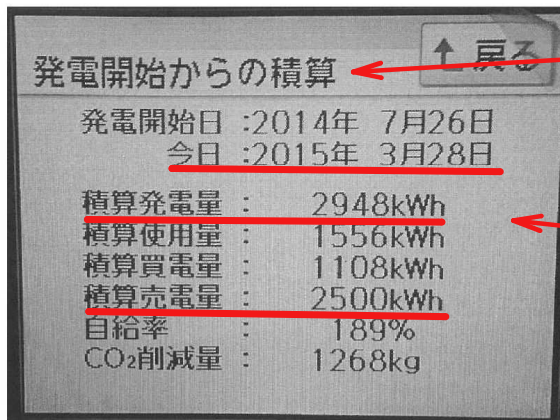 発電開始からの積算
↑ 戻る
発電開始日 :2014年 7月26日
今日 :2015年 3月28日
積算発電量 : 2948kWh
積算使用量 : 1556kWh
積算買電量 : 1108kWh
積算売電量 : 2500kWh
自給率 : 189%
CO₂削減量 : 1268kg